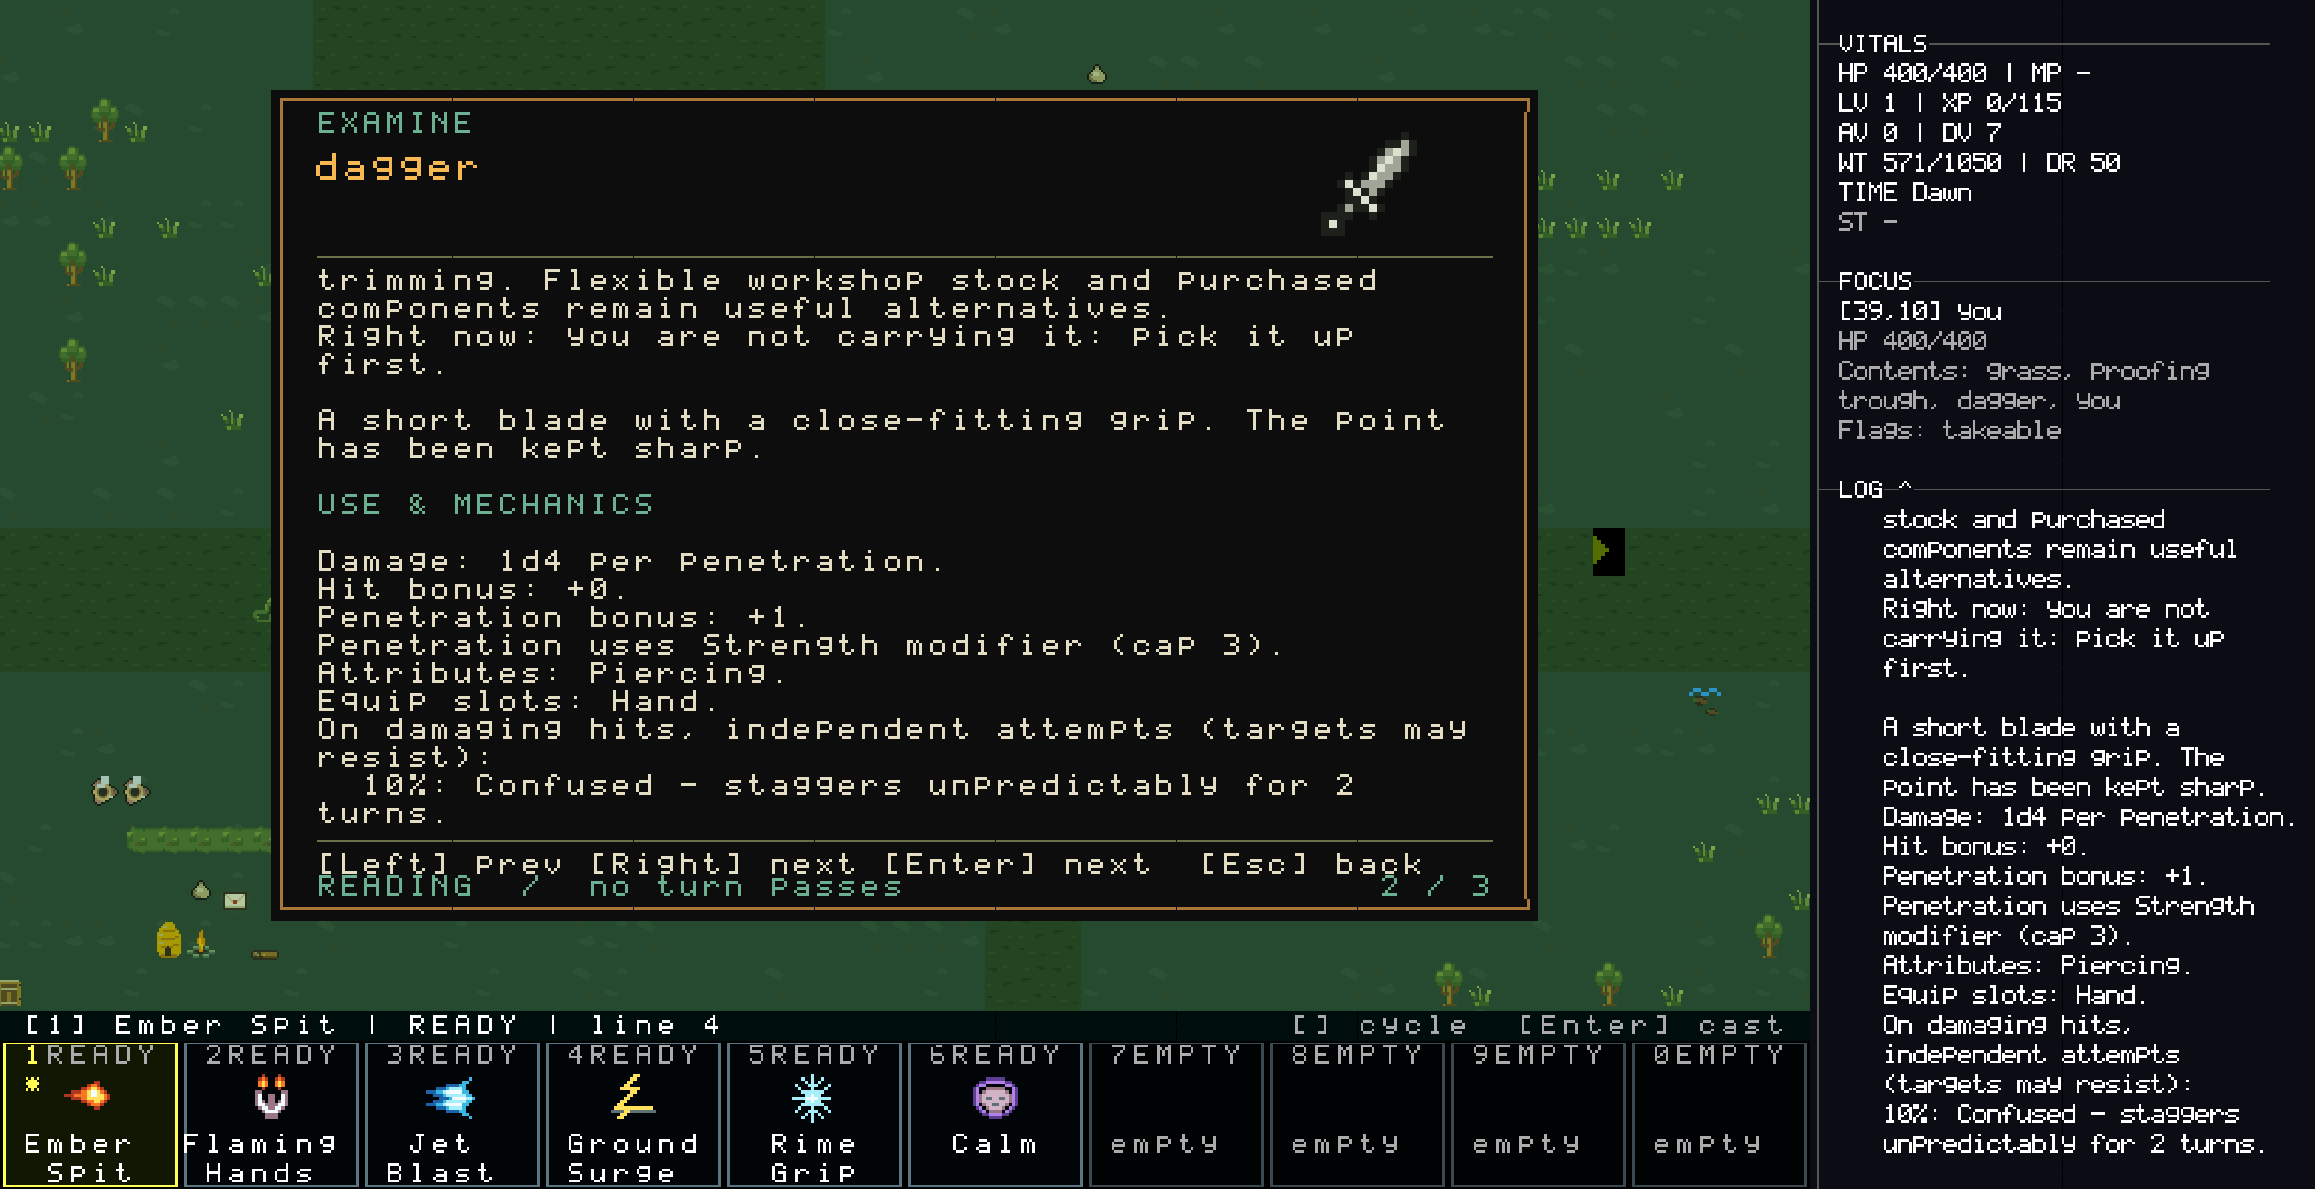 EXAMINE
dagger
trimming. Flexible workshop stock and purchased
components remain useful alternatives.
Right now: you are not carrying it: pick it up
first.
A short blade with a close-fitting grip. The point
has been kept sharp.
USE & MECHANICS
Damage: 1d4 per penetration.
Hit bonus: +0.
Penetration bonus: +1.
Penetration uses Strength modifier (cap 3).
Attributes: Piercing.
Equip slots: Hand.
On damaging hits, independent attempts (targets may
resist):
10%: Confused - staggers unpredictably for 2
turns.
[Left] prev [Right] next [Enter] next [Esc] back
READING / no turn passes 2 / 3
VITALS
HP 400/400 | MP -
LV 1 | XP 0/115
AV 0 | DV 7
WT 571/1050 | DR 50
TIME Dawn
ST -
FOCUS
[39,10] you
HP 400/400
Contents: grass, proofing
trough, dagger, you
Flags: takeable
LOG ^
stock and purchased
components remain useful
alternatives.
Right now: you are not
carrying it: pick it up
first.
A short blade with a
close-fitting grip. The
point has been kept sharp.
Damage: 1d4 per penetration.
Hit bonus: +0.
Penetration bonus: +1.
Penetration uses Strength
modifier (cap 3).
Attributes: Piercing.
Equip slots: Hand.
On damaging hits,
independent attempts
(targets may resist):
10%: Confused - staggers
unpredictably for 2 turns.
[1] Ember Spit | READY | line 4 [] cycle [Enter] cast
1READY 2READY 3READY 4READY 5READY 6READY 7EMPTY 8EMPTY 9EMPTY 0EMPTY
Ember Flaming Jet Ground Rime Calm empty empty empty empty
Spit Hands Blast Surge Grip